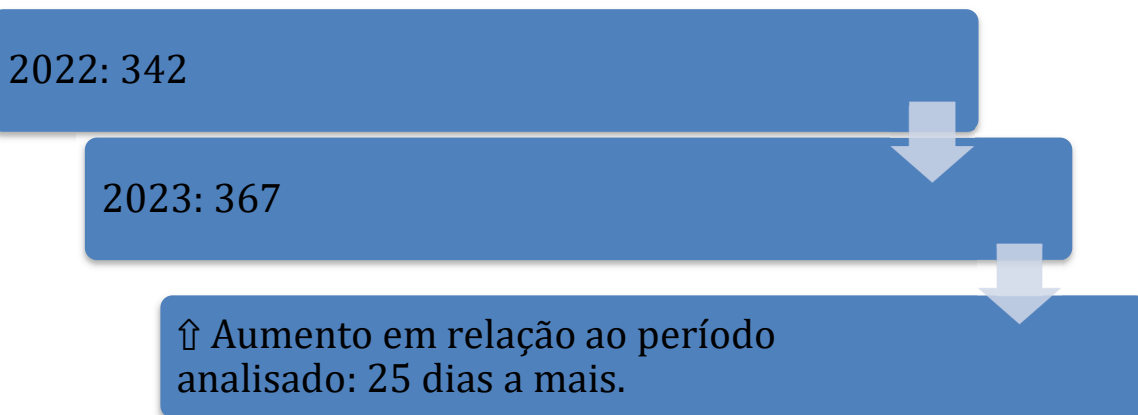 2022: 342
2023: 367
⇧ Aumento em relação ao período
analisado: 25 dias a mais.